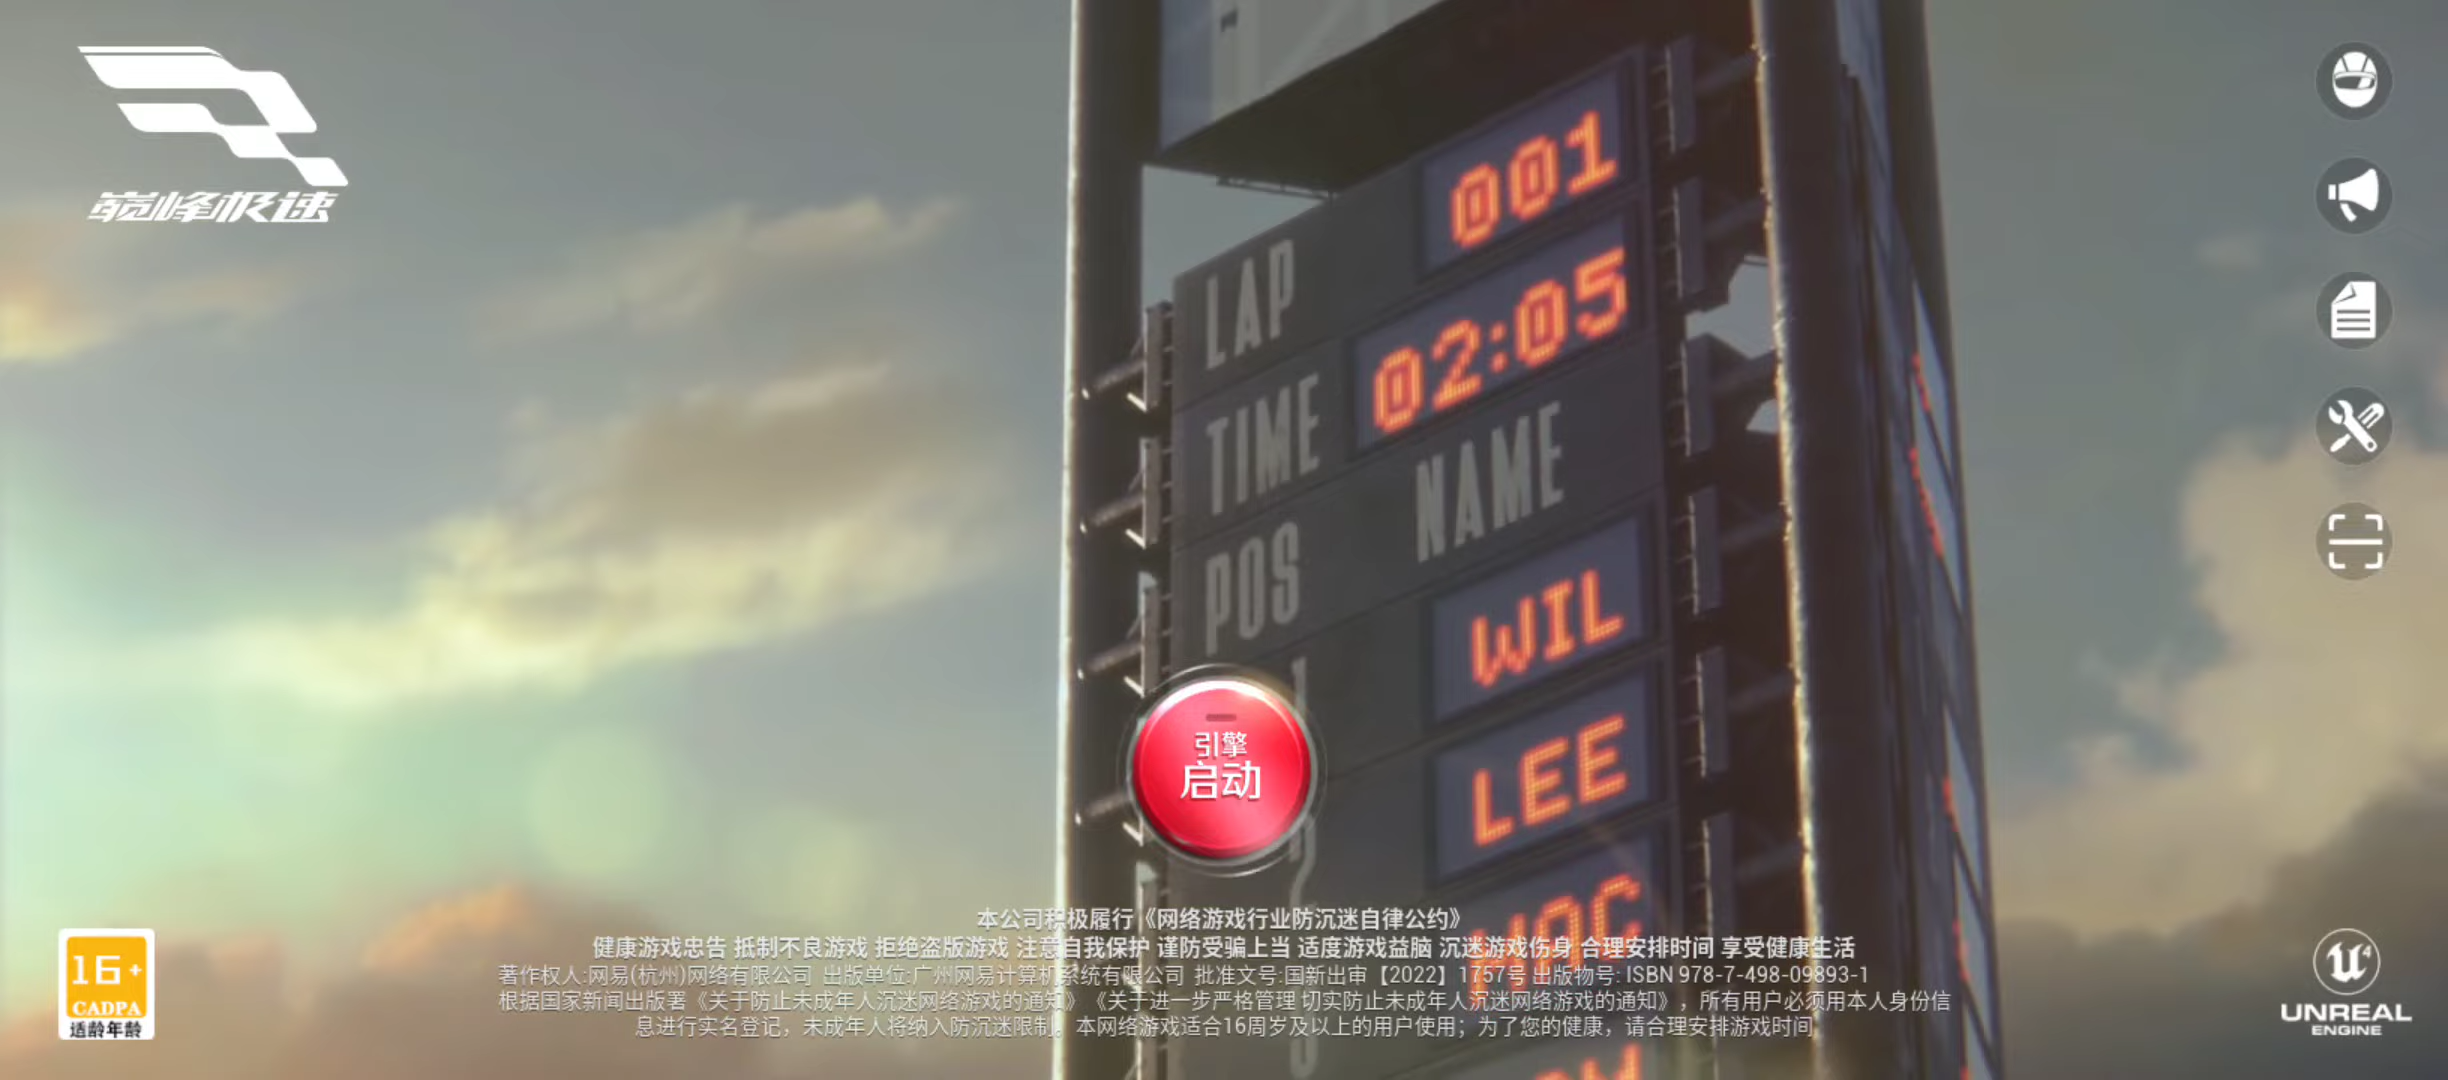 巅峰极速
LAP 001
TIME 02:05
POS NAME
1 WIL
引擎
启动
LEE
2
MAC
本公司积极履行《网络游戏行业防沉迷自律公约》
健康游戏忠告 抵制不良游戏 拒绝盗版游戏 注意自我保护 谨防受骗上当 适度游戏益脑 沉迷游戏伤身 合理安排时间 享受健康生活
著作权人:网易(杭州)网络有限公司 出版单位:广州网易计算机系统有限公司 批准文号:国新出审【2022】1757号 出版物号: ISBN 978-7-498-09893-1
根据国家新闻出版署《关于防止未成年人沉迷网络游戏的通知》《关于进一步严格管理 切实防止未成年人沉迷网络游戏的通知》，所有用户必须用本人身份信
息进行实名登记，未成年人将纳入防沉迷限制。本网络游戏适合16周岁及以上的用户使用；为了您的健康，请合理安排游戏时间
16+
CADPA
适龄年龄
UNREAL
ENGINE